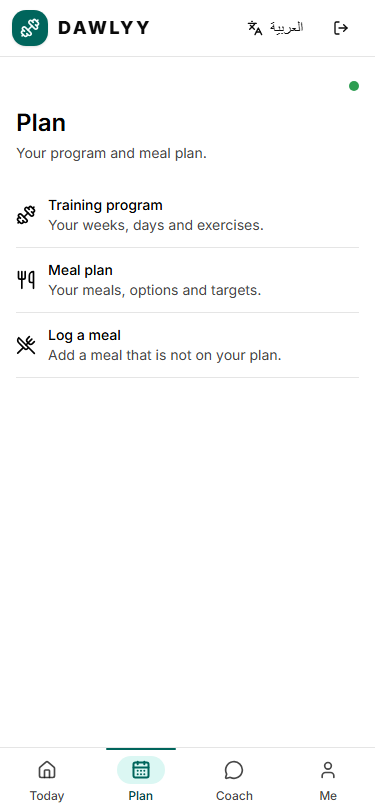 DAWLYY
العربية
Plan
Your program and meal plan.
Training program
Your weeks, days and exercises.
Meal plan
Your meals, options and targets.
Log a meal
Add a meal that is not on your plan.
Today
Plan
Coach
Me